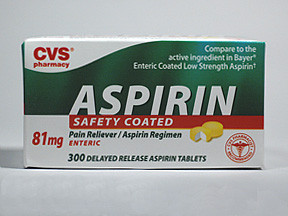 CVS®
pharmacy
Compare to the
active ingredient in Bayer®
Enteric Coated Low Strength Aspirin†
ASPIRIN
SAFETY COATED
81mg
Pain Reliever / Aspirin Regimen
ENTERIC
300 DELAYED RELEASE ASPIRIN TABLETS